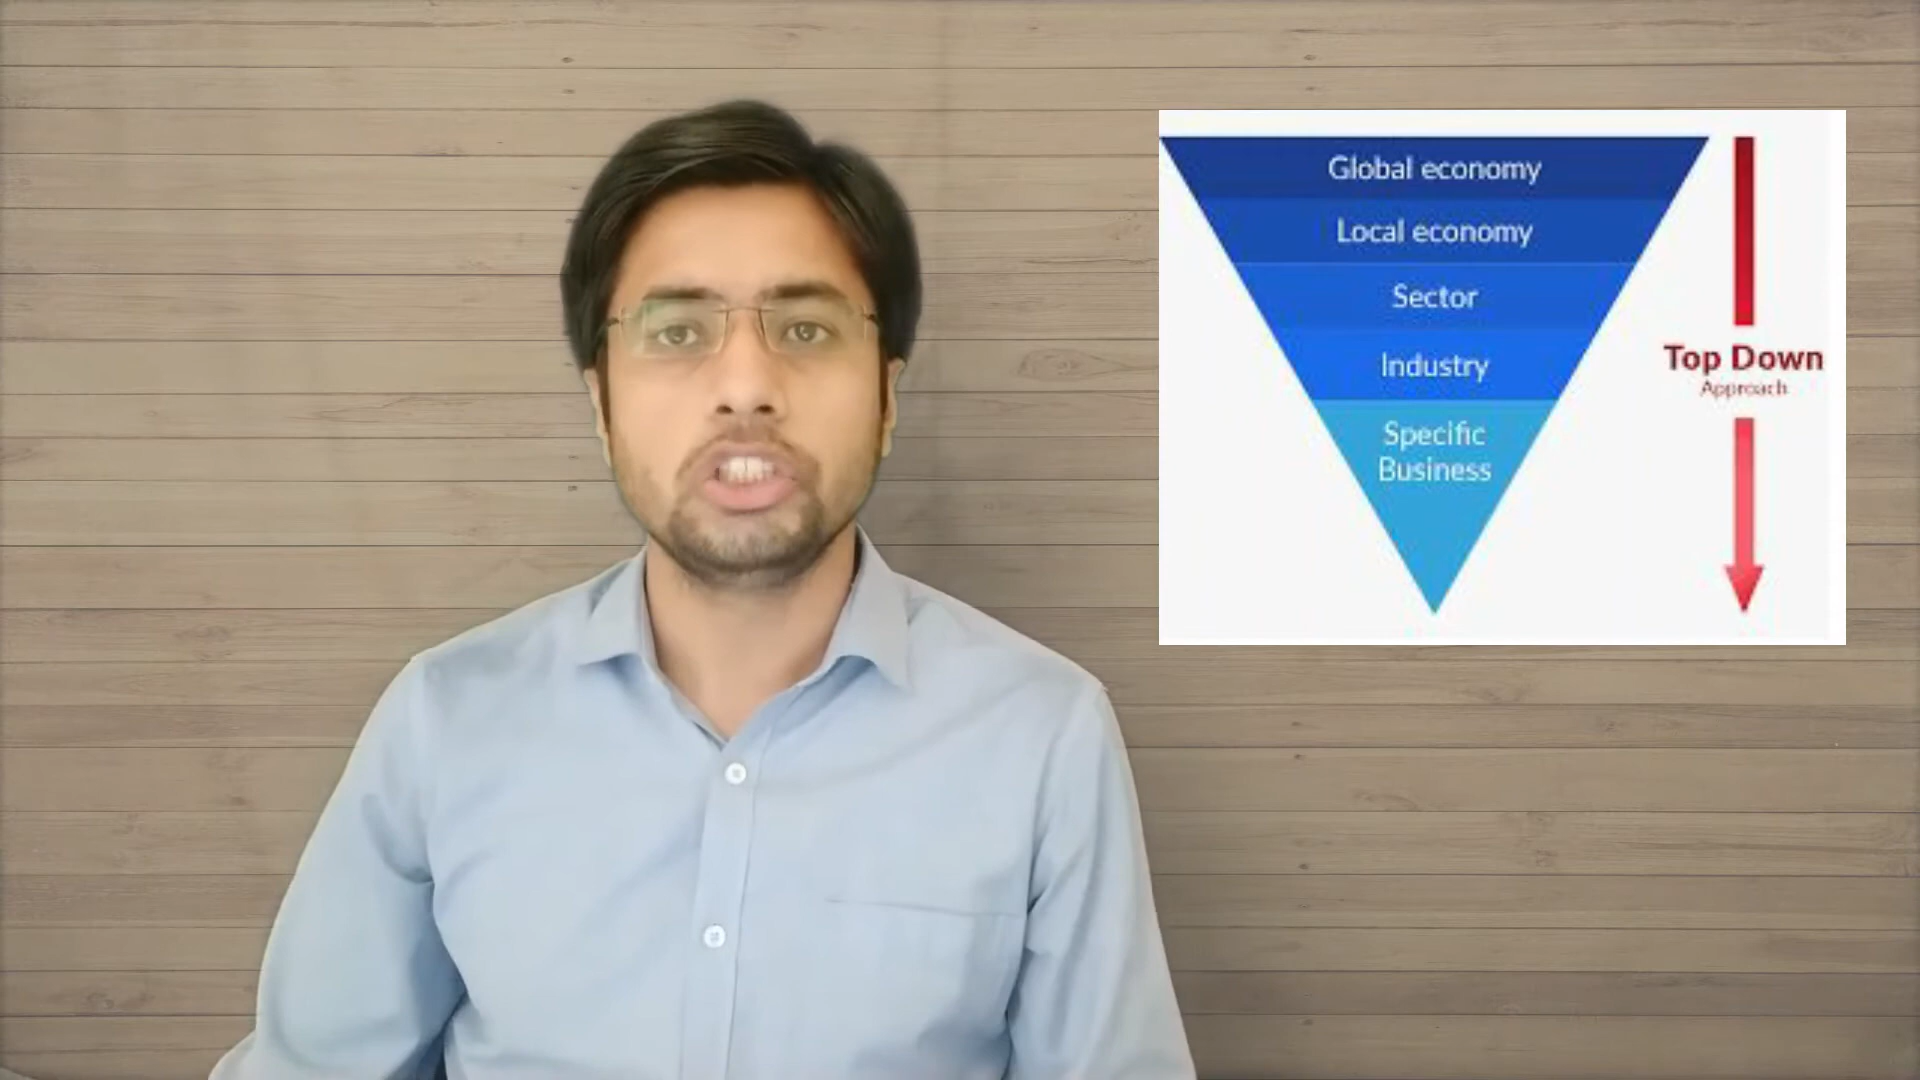 Global economy
Local economy
Sector
Industry
Specific
Business
Top Down
Approach